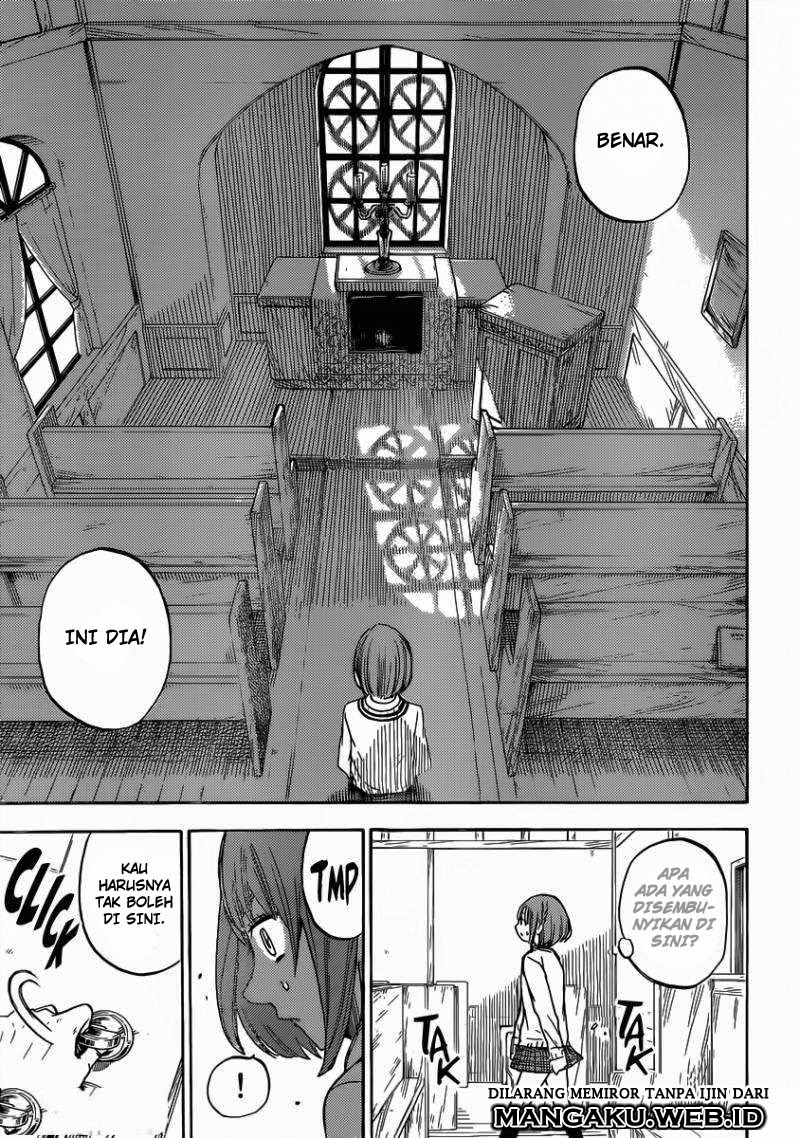 BENAR.
INI DIA!
APA
ADA YANG
DISEMBU-
NYIKAN DI
SINI?
TAK
TAK
TMP
!
KAU
HARUSNYA
TAK BOLEH
DI SINI.
CLICK
DILARANG MEMIROR TANPA IJIN DARI
MANGAKU.WEB.ID